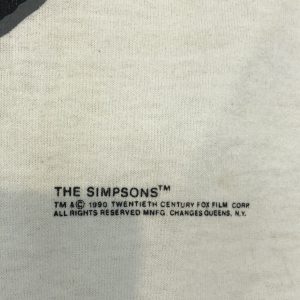 THE SIMPSONS™
TM & © 1990 TWENTIETH CENTURY FOX FILM CORP
ALL RIGHTS RESERVED MNFG. CHANGES QUEENS, N.Y.